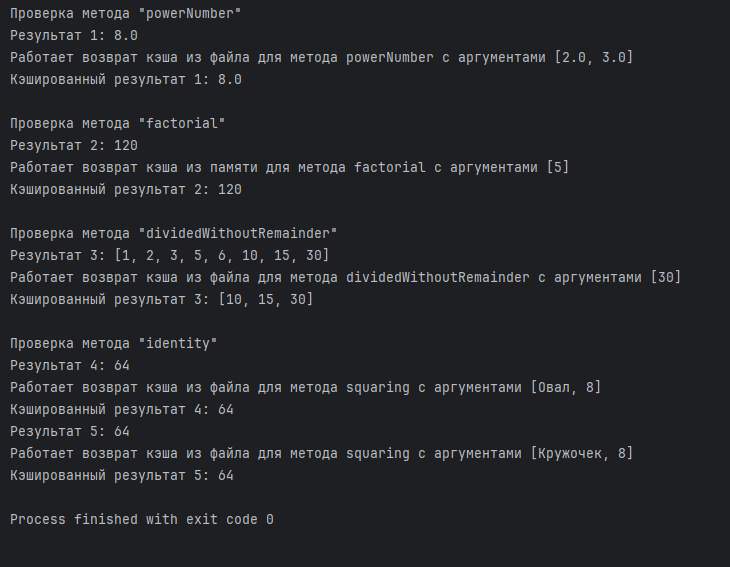 Проверка метода "powerNumber"
Результат 1: 8.0
Работает возврат кэша из файла для метода powerNumber с аргументами [2.0, 3.0]
Кэшированный результат 1: 8.0
Проверка метода "factorial"
Результат 2: 120
Работает возврат кэша из памяти для метода factorial с аргументами [5]
Кэшированный результат 2: 120
Проверка метода "dividedWithoutRemainder"
Результат 3: [1, 2, 3, 5, 6, 10, 15, 30]
Работает возврат кэша из файла для метода dividedWithoutRemainder с аргументами [30]
Кэшированный результат 3: [10, 15, 30]
Проверка метода "identity"
Результат 4: 64
Работает возврат кэша из файла для метода squaring с аргументами [Овал, 8]
Кэшированный результат 4: 64
Результат 5: 64
Работает возврат кэша из файла для метода squaring с аргументами [Кружочек, 8]
Кэшированный результат 5: 64
Process finished with exit code 0